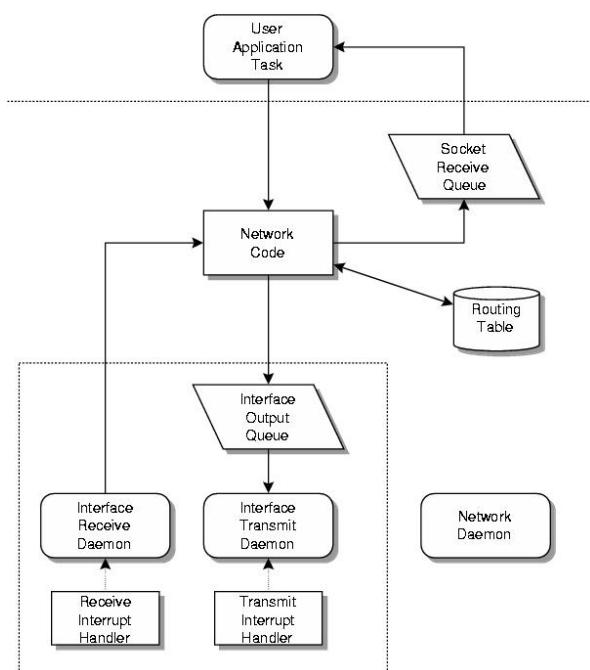 User
Application
Task
Socket
Receive
Queue
Network
Code
Routing
Table
Interface
Output
Queue
Interface
Receive
Daemon
Interface
Transmit
Daemon
Network
Daemon
Receive
Interrupt
Handler
Transmit
Interrupt
Handler